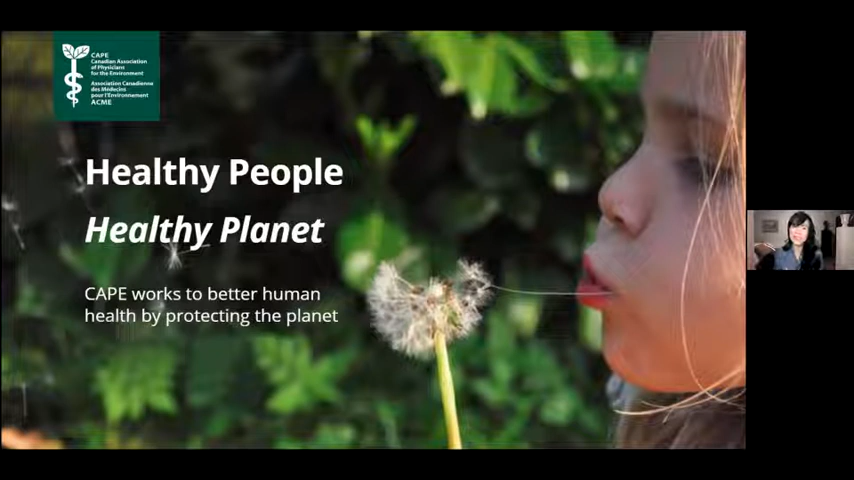 CAPE
Canadian Association
of Physicians
for the Environment
Association Canadienne
des Médecins
pour l'Environnement
ACME
Healthy People
Healthy Planet
CAPE works to better human
health by protecting the planet